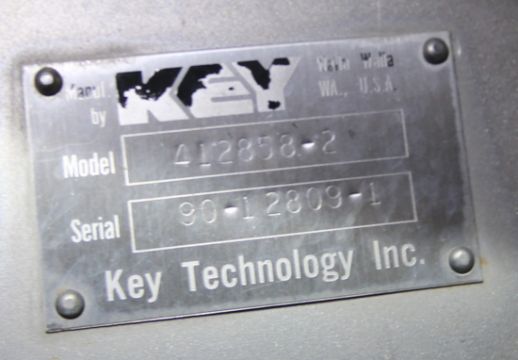 Manuf. by KEY Walla Walla WA., U.S.A.
Model 412858-2
Serial 90-12809-1
Key Technology Inc.